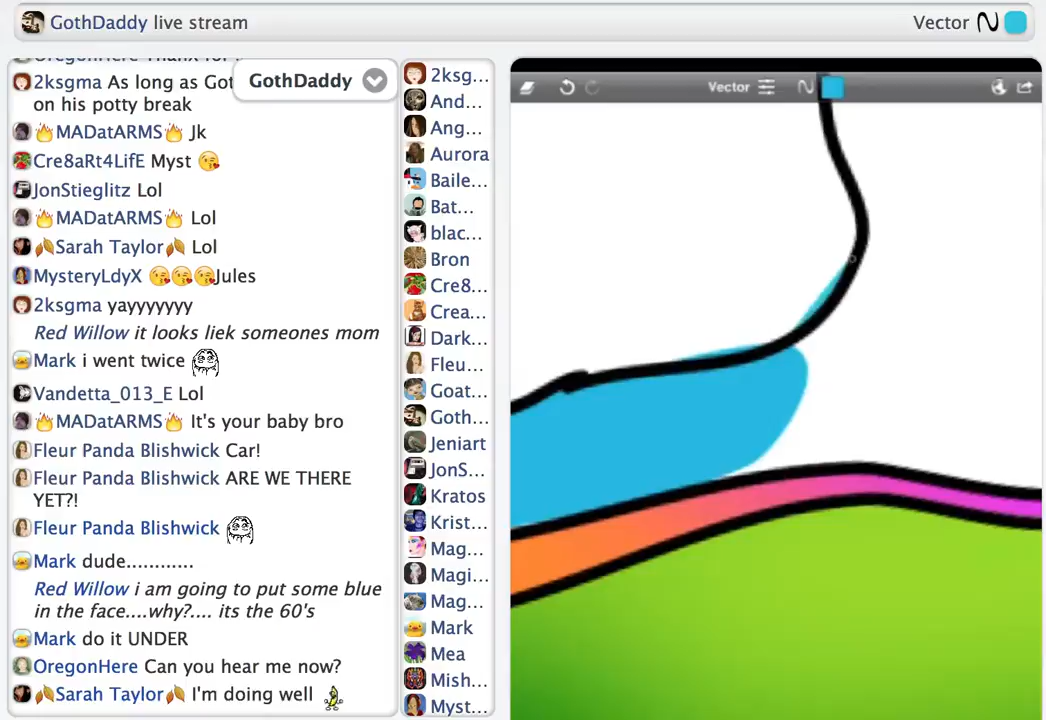 GothDaddy live stream
Vector
GothDaddy
2ksgma As long as Got
on his potty break
🔥MADatARMS🔥 Jk
Cre8aRt4LifE Myst 😘
JonStieglitz Lol
🔥MADatARMS🔥 Lol
🍂Sarah Taylor🍂 Lol
MysteryLdyX 😘😘😘Jules
2ksgma yayyyyyyy
Red Willow it looks liek someones mom
Mark i went twice
Vandetta_013_E Lol
🔥MADatARMS🔥 It's your baby bro
Fleur Panda Blishwick Car!
Fleur Panda Blishwick ARE WE THERE
YET?!
Fleur Panda Blishwick
Mark dude............
Red Willow i am going to put some blue
in the face....why?.... its the 60's
Mark do it UNDER
OregonHere Can you hear me now?
🍂Sarah Taylor🍂 I'm doing well
2ksg...
And...
Ang...
Aurora
Baile...
Bat...
blac...
Bron
Cre8...
Crea...
Dark...
Fleu...
Goat...
Goth...
Jeniart
JonS...
Kratos
Krist...
Mag...
Magi...
Mag...
Mark
Mea
Mish...
Myst...
Vector